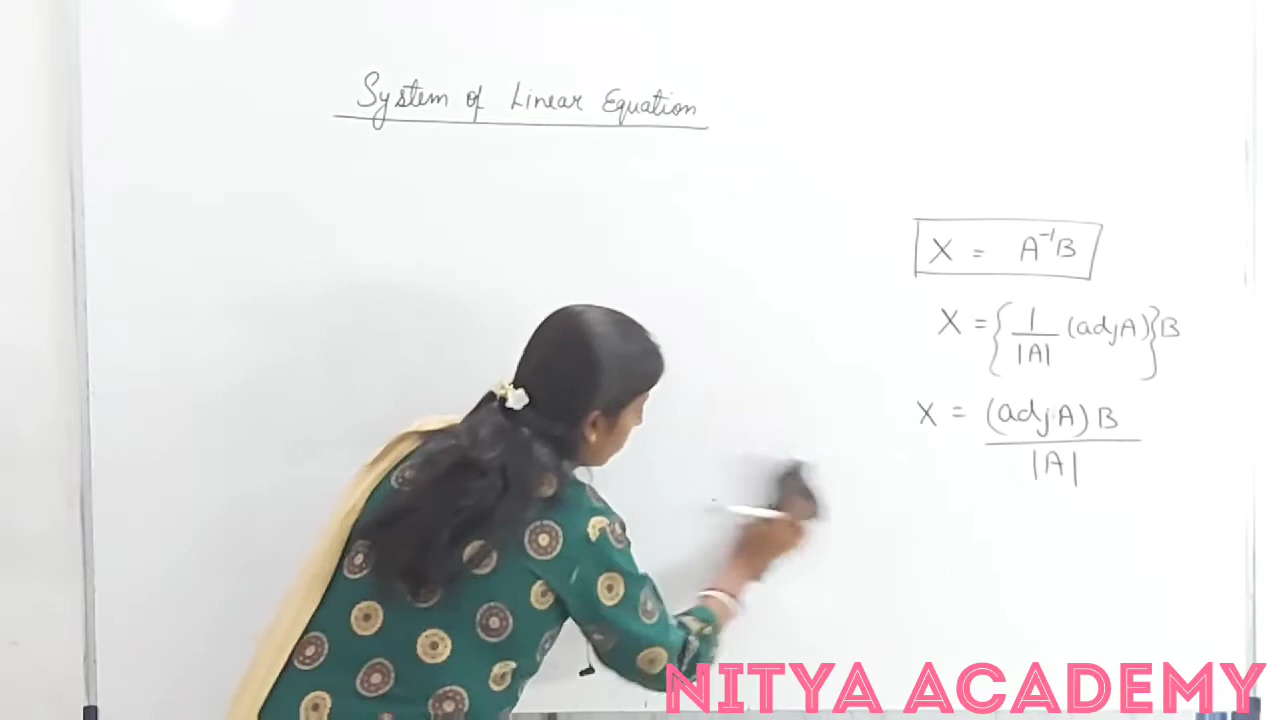 System of Linear Equation
X = A⁻¹B
X = {1/|A| (adjA)}B
X = (adj·A)B/|A|
NITYA ACADEMY